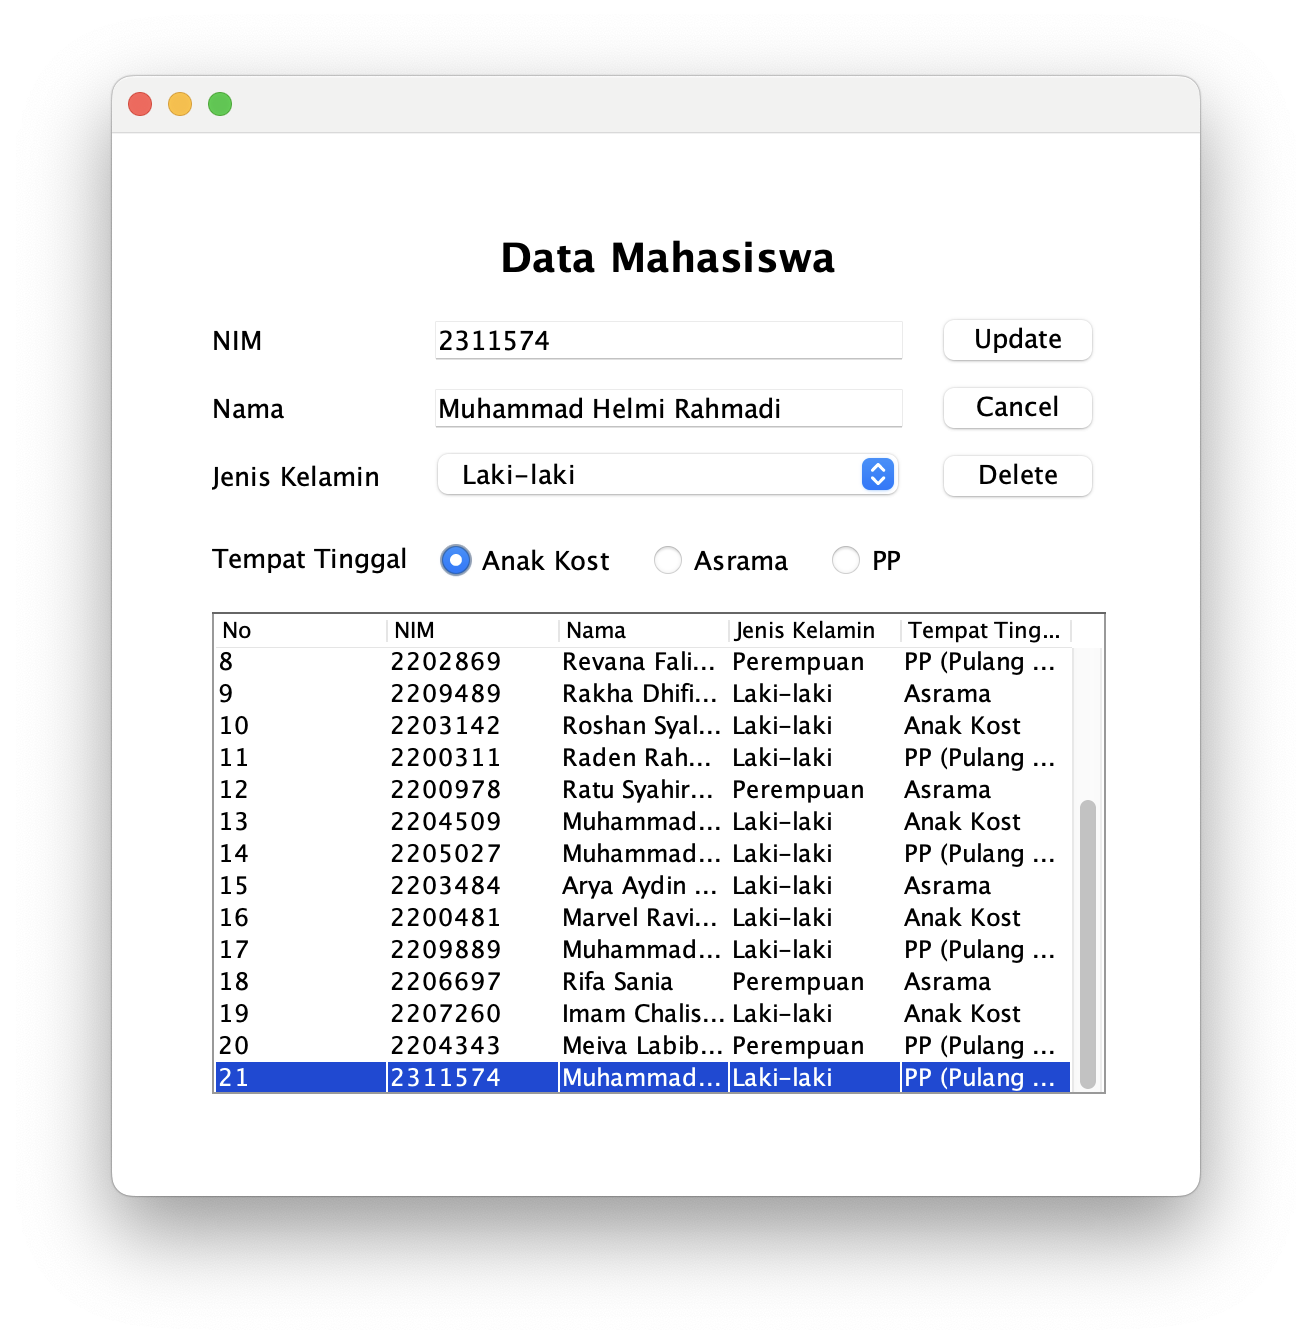 Data Mahasiswa
NIM 2311574 Update
Nama Muhammad Helmi Rahmadi Cancel
Jenis Kelamin Laki-laki Delete
Tempat Tinggal Anak Kost Asrama PP
No NIM Nama Jenis Kelamin Tempat Ting...
8 2202869 Revana Fali... Perempuan PP (Pulang ...
9 2209489 Rakha Dhifi... Laki-laki Asrama
10 2203142 Roshan Syal... Laki-laki Anak Kost
11 2200311 Raden Rah... Laki-laki PP (Pulang ...
12 2200978 Ratu Syahir... Perempuan Asrama
13 2204509 Muhammad... Laki-laki Anak Kost
14 2205027 Muhammad... Laki-laki PP (Pulang ...
15 2203484 Arya Aydin ... Laki-laki Asrama
16 2200481 Marvel Ravi... Laki-laki Anak Kost
17 2209889 Muhammad... Laki-laki PP (Pulang ...
18 2206697 Rifa Sania Perempuan Asrama
19 2207260 Imam Chalis... Laki-laki Anak Kost
20 2204343 Meiva Labib... Perempuan PP (Pulang ...
21 2311574 Muhammad... Laki-laki PP (Pulang ...